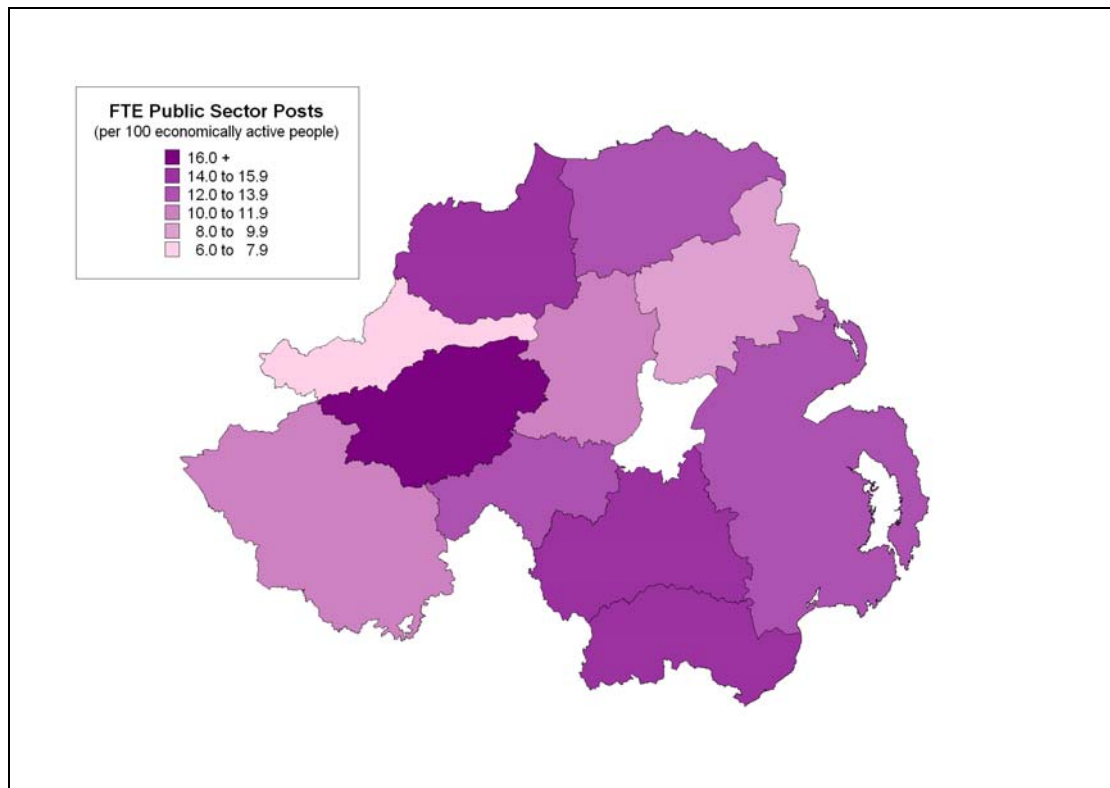 FTE Public Sector Posts
(per 100 economically active people)
16.0 +
14.0 to 15.9
12.0 to 13.9
10.0 to 11.9
8.0 to 9.9
6.0 to 7.9